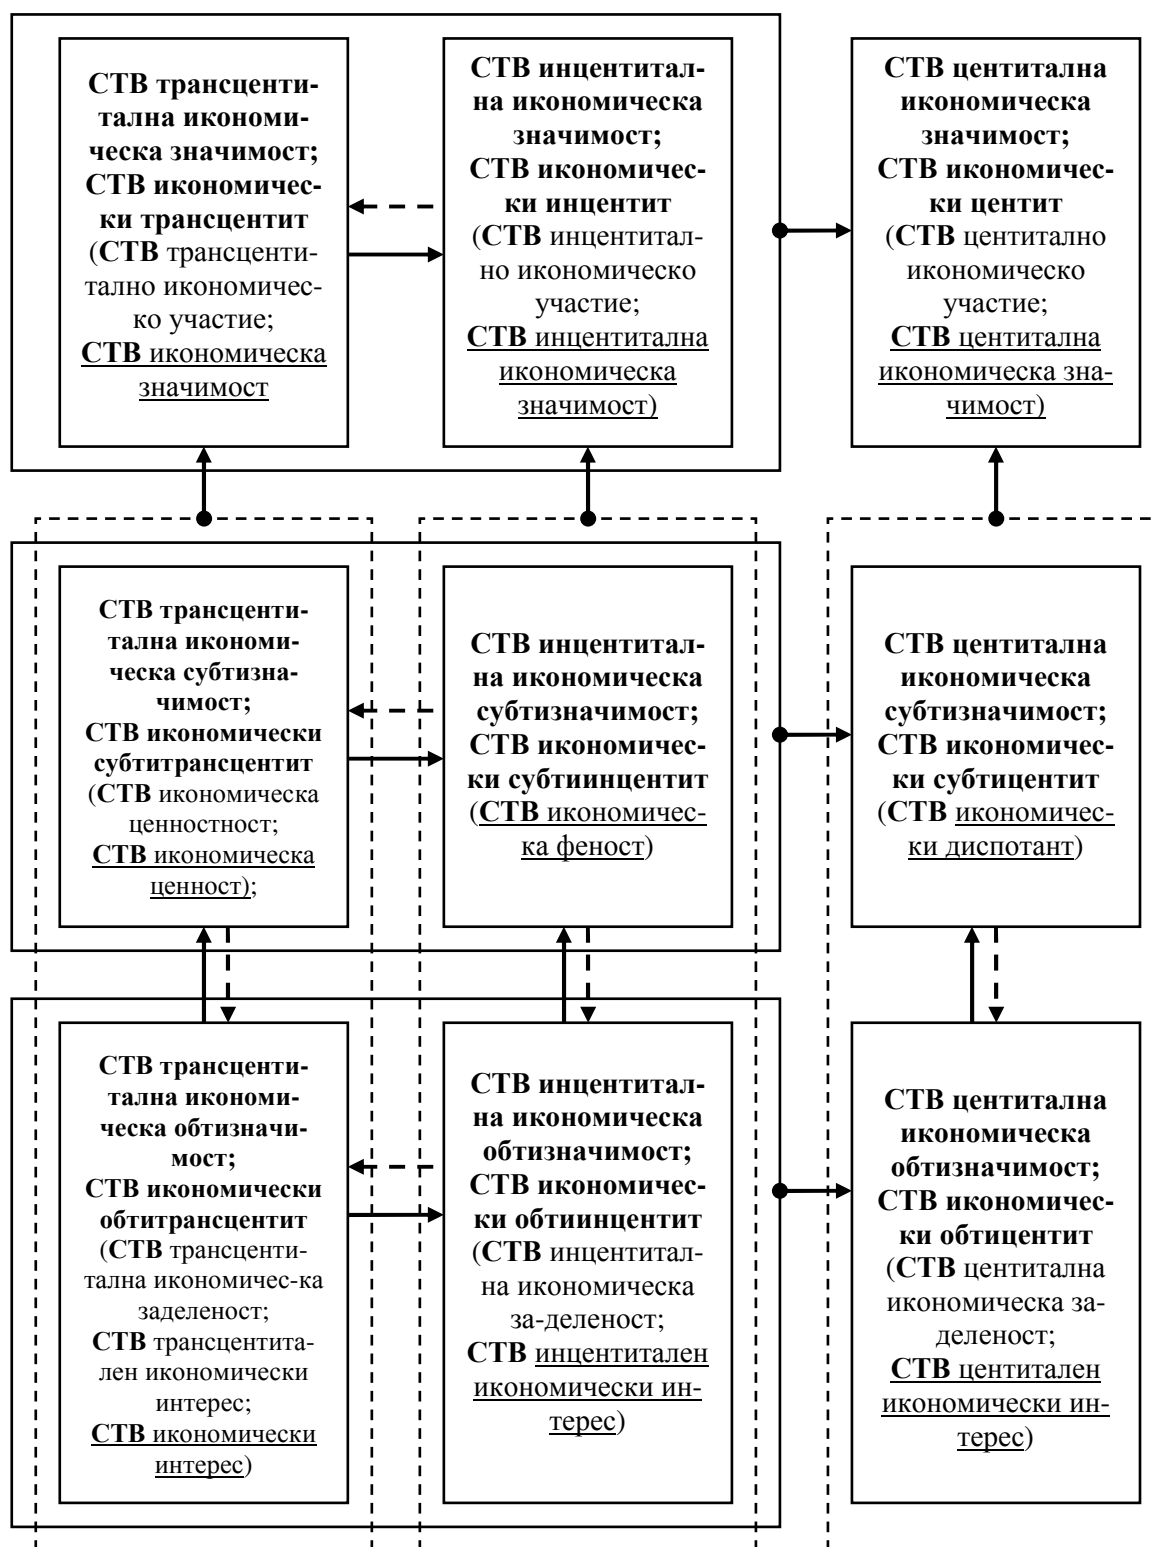 СТВ трансценти-
тална икономи-
ческа значимост;
СТВ икономичес-
ки трансцентит
(СТВ трансценти-
тално икономичес-
ко участие;
СТВ икономическа
значимост
СТВ инцентитал-
на икономическа
значимост;
СТВ икономичес-
ки инцентит
(СТВ инцентитал-
но икономическо
участие;
СТВ инцентитална
икономическа
значимост)
СТВ центитална
икономическа
значимост;
СТВ икономичес-
ки центит
(СТВ центитално
икономическо
участие;
СТВ центитална
икономическа зна-
чимост)
СТВ трансценти-
тална икономи-
ческа субтизна-
чимост;
СТВ икономически
субтитрансцентит
(СТВ икономическа
ценностност;
СТВ икономическа
ценност);
СТВ инцентитал-
на икономическа
субтизначимост;
СТВ икономичес-
ки субтиинцентит
(СТВ икономичес-
ка феност)
СТВ центитална
икономическа
субтизначимост;
СТВ икономичес-
ки субтицентит
(СТВ икономичес-
ки диспотант)
СТВ трансценти-
тална икономи-
ческа обтизначи-
мост;
СТВ икономически
обтитрансцентит
(СТВ трансценти-
тална икономичес-ка
заделеност;
СТВ трансцентита-
лен икономически
интерес;
СТВ икономически
интерес)
СТВ инцентитал-
на икономическа
обтизначимост;
СТВ икономичес-
ки обтиинцентит
(СТВ инцентитал-
на икономическа
за-деленост;
СТВ инцентитален
икономически ин-
терес)
СТВ центитална
икономическа
обтизначимост;
СТВ икономичес-
ки обтицентит
(СТВ центитална
икономическа за-
деленост;
СТВ центитален
икономически ин-
терес)